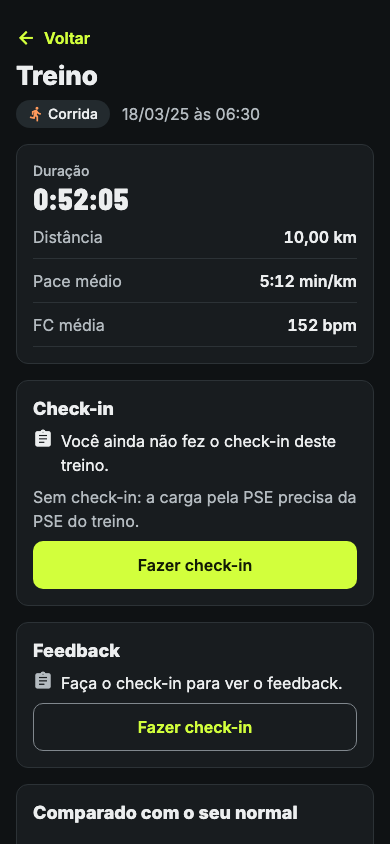 Voltar
Treino
Corrida 18/03/25 às 06:30
Duração
0:52:05
Distância 10,00 km
Pace médio 5:12 min/km
FC média 152 bpm
Check-in
Você ainda não fez o check-in deste
treino.
Sem check-in: a carga pela PSE precisa da
PSE do treino.
Fazer check-in
Feedback
Faça o check-in para ver o feedback.
Fazer check-in
Comparado com o seu normal